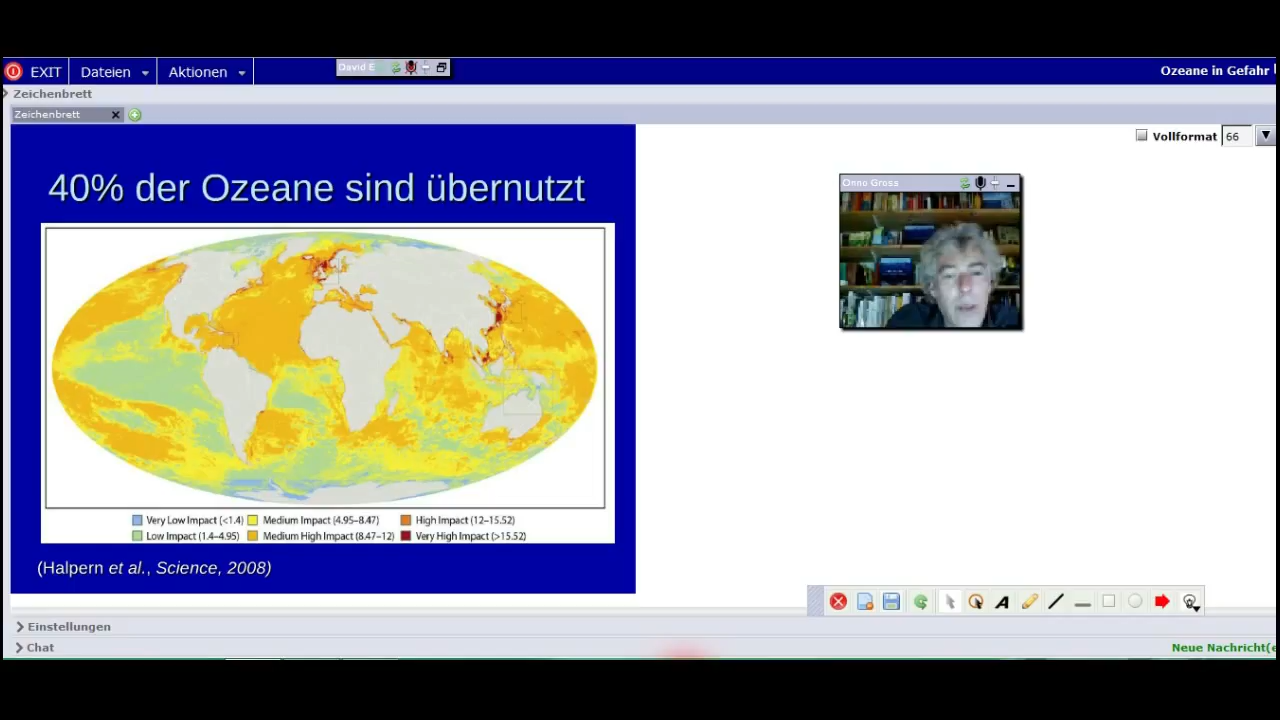 EXIT Dateien Aktionen David E Ozeane in Gefahr
Zeichenbrett
Zeichenbrett
Vollformat 66
40% der Ozeane sind übernutzt
Onno Gross
Very Low Impact (<1.4) Medium Impact (4.95–8.47) High Impact (12–15.52)
Low Impact (1.4–4.95) Medium High Impact (8.47–12) Very High Impact (>15.52)
(Halpern et al., Science, 2008)
A
Einstellungen
Chat Neue Nachricht(e